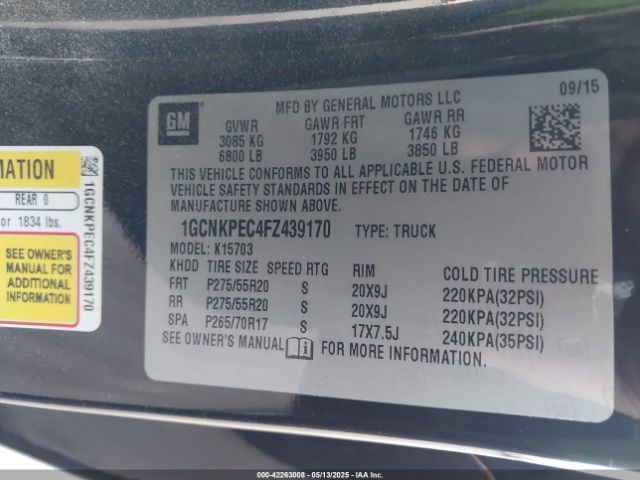 MFD BY GENERAL MOTORS LLC
09/15
GM
GVWR GAWR FRT GAWR RR
3085 KG 1792 KG 1746 KG
6800 LB 3950 LB 3850 LB
THIS VEHICLE CONFORMS TO ALL APPLICABLE U.S. FEDERAL MOTOR
VEHICLE SAFETY STANDARDS IN EFFECT ON THE DATE OF
MANUFACTURE SHOWN ABOVE.
1GCNKPEC4FZ439170 TYPE: TRUCK
MODEL: K15703
KHDD TIRE SIZE SPEED RTG RIM COLD TIRE PRESSURE
FRT P275/55R20 S 20X9J 220KPA(32PSI)
RR P275/55R20 S 20X9J 220KPA(32PSI)
SPA P265/70R17 S 17X7.5J 240KPA(35PSI)
SEE OWNER'S MANUAL FOR MORE INFORMATION.
MATION
REAR 0
or 1834 lbs.
SEE OWNER'S
MANUAL FOR
ADDITIONAL
INFORMATION
1GCNKPEC4FZ439170
000-42263008 - 05/13/2025 - IAA Inc.